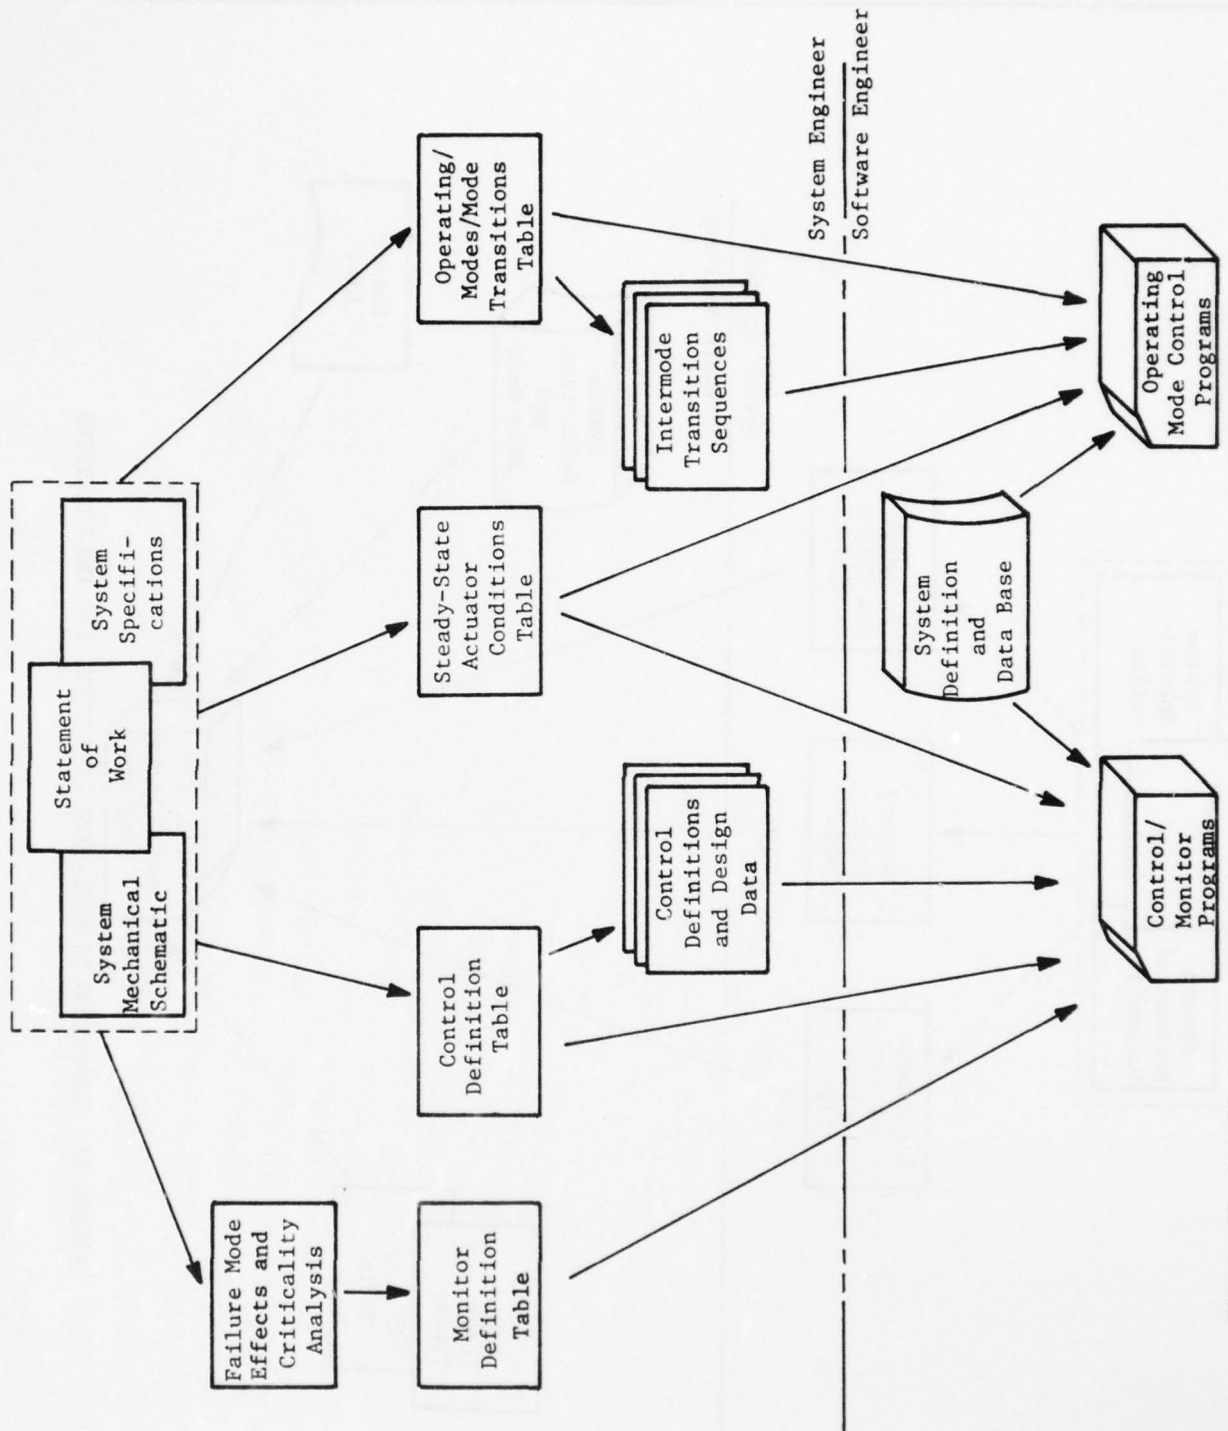 System
Mechanical
Schematic
Statement
of
Work
System
Specifi-
cations
Failure Mode
Effects and
Criticality
Analysis
Monitor
Definition
Table
Control
Definition
Table
Steady-State
Actuator
Conditions
Table
Operating/
Modes/Mode
Transitions
Table
Control
Definitions
and Design
Data
Intermode
Transition
Sequences
System Engineer
Software Engineer
System
Definition
and
Data Base
Control/
Monitor
Programs
Operating
Mode Control
Programs